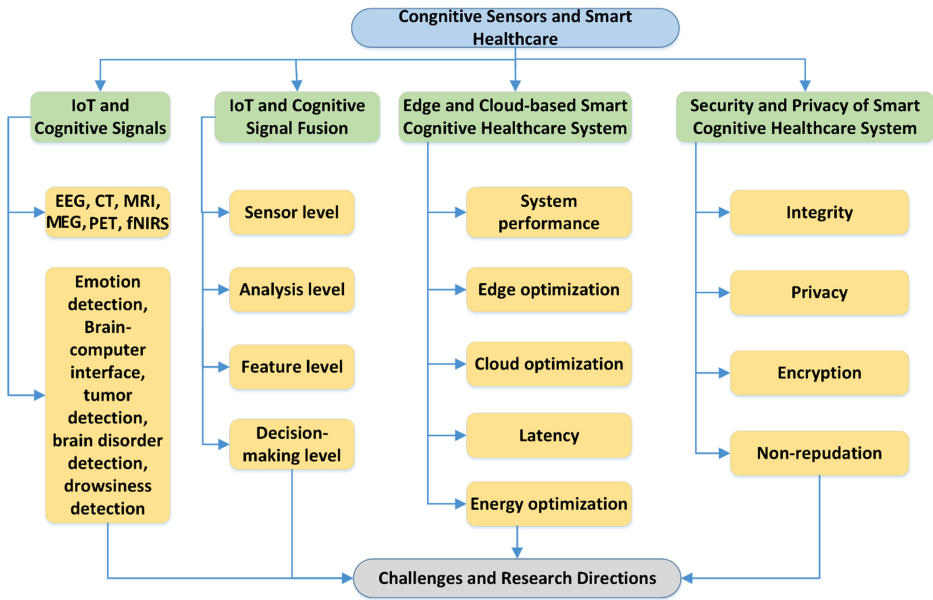 Congnitive Sensors and Smart
Healthcare
IoT and
Cognitive Signals
EEG, CT, MRI,
MEG, PET, fNIRS
Emotion
detection,
Brain-
computer
interface,
tumor
detection,
brain disorder
detection,
drowsiness
detection
IoT and Cognitive
Signal Fusion
Sensor level
Analysis level
Feature level
Decision-
making level
Edge and Cloud-based Smart
Cognitive Healthcare System
System
performance
Edge optimization
Cloud optimization
Latency
Energy optimization
Security and Privacy of Smart
Cognitive Healthcare System
Integrity
Privacy
Encryption
Non-repudation
Challenges and Research Directions